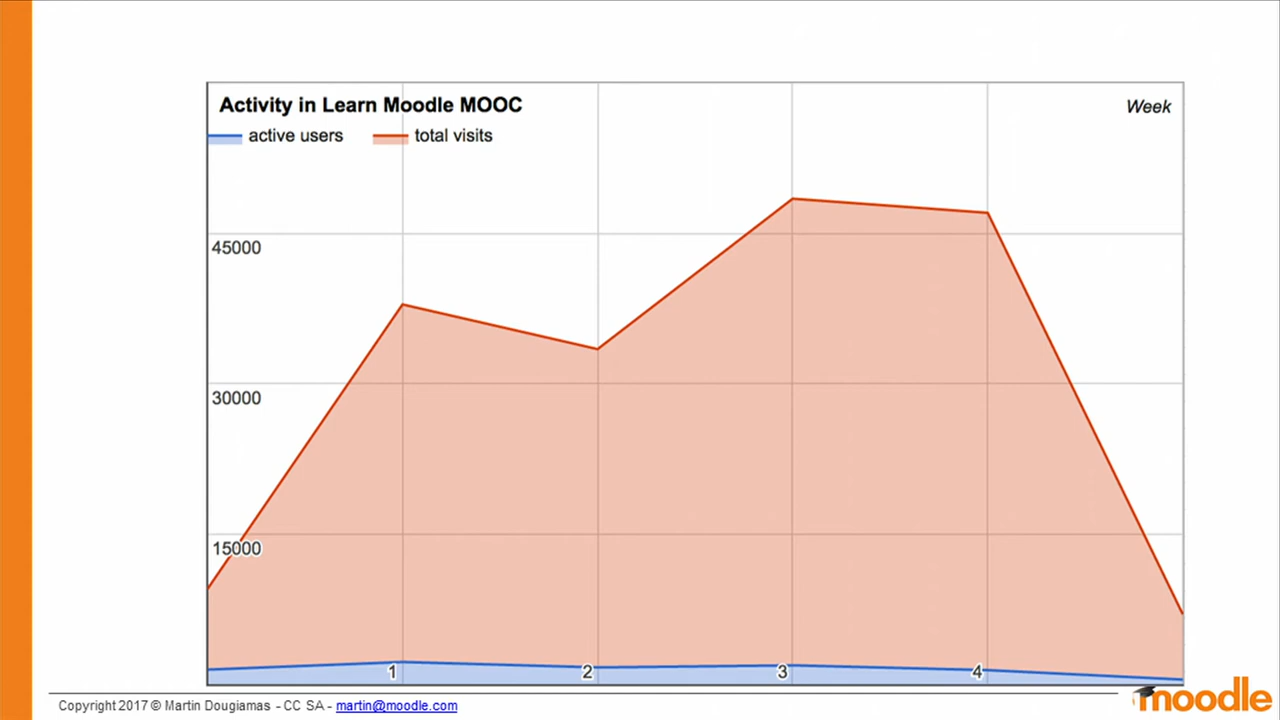 Activity in Learn Moodle MOOC
Week
active users total visits
45000
30000
15000
1 2 3 4
Copyright 2017 © Martin Dougiamas - CC SA - martin@moodle.com
moodle